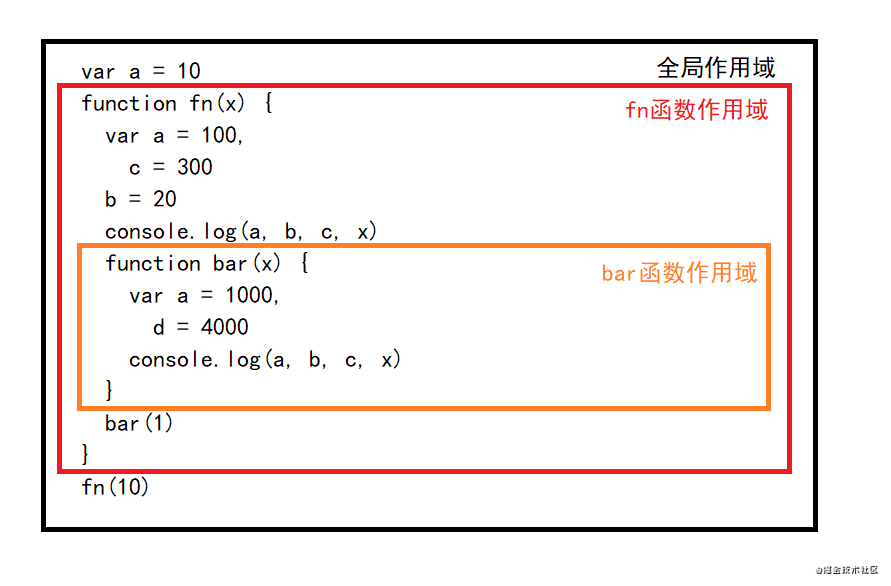 var a = 10
全局作用域
function fn(x) {
fn函数作用域
  var a = 100,
    c = 300
  b = 20
  console.log(a, b, c, x)
  function bar(x) {
bar函数作用域
    var a = 1000,
      d = 4000
    console.log(a, b, c, x)
  }
  bar(1)
}
fn(10)
@掘金技术社区